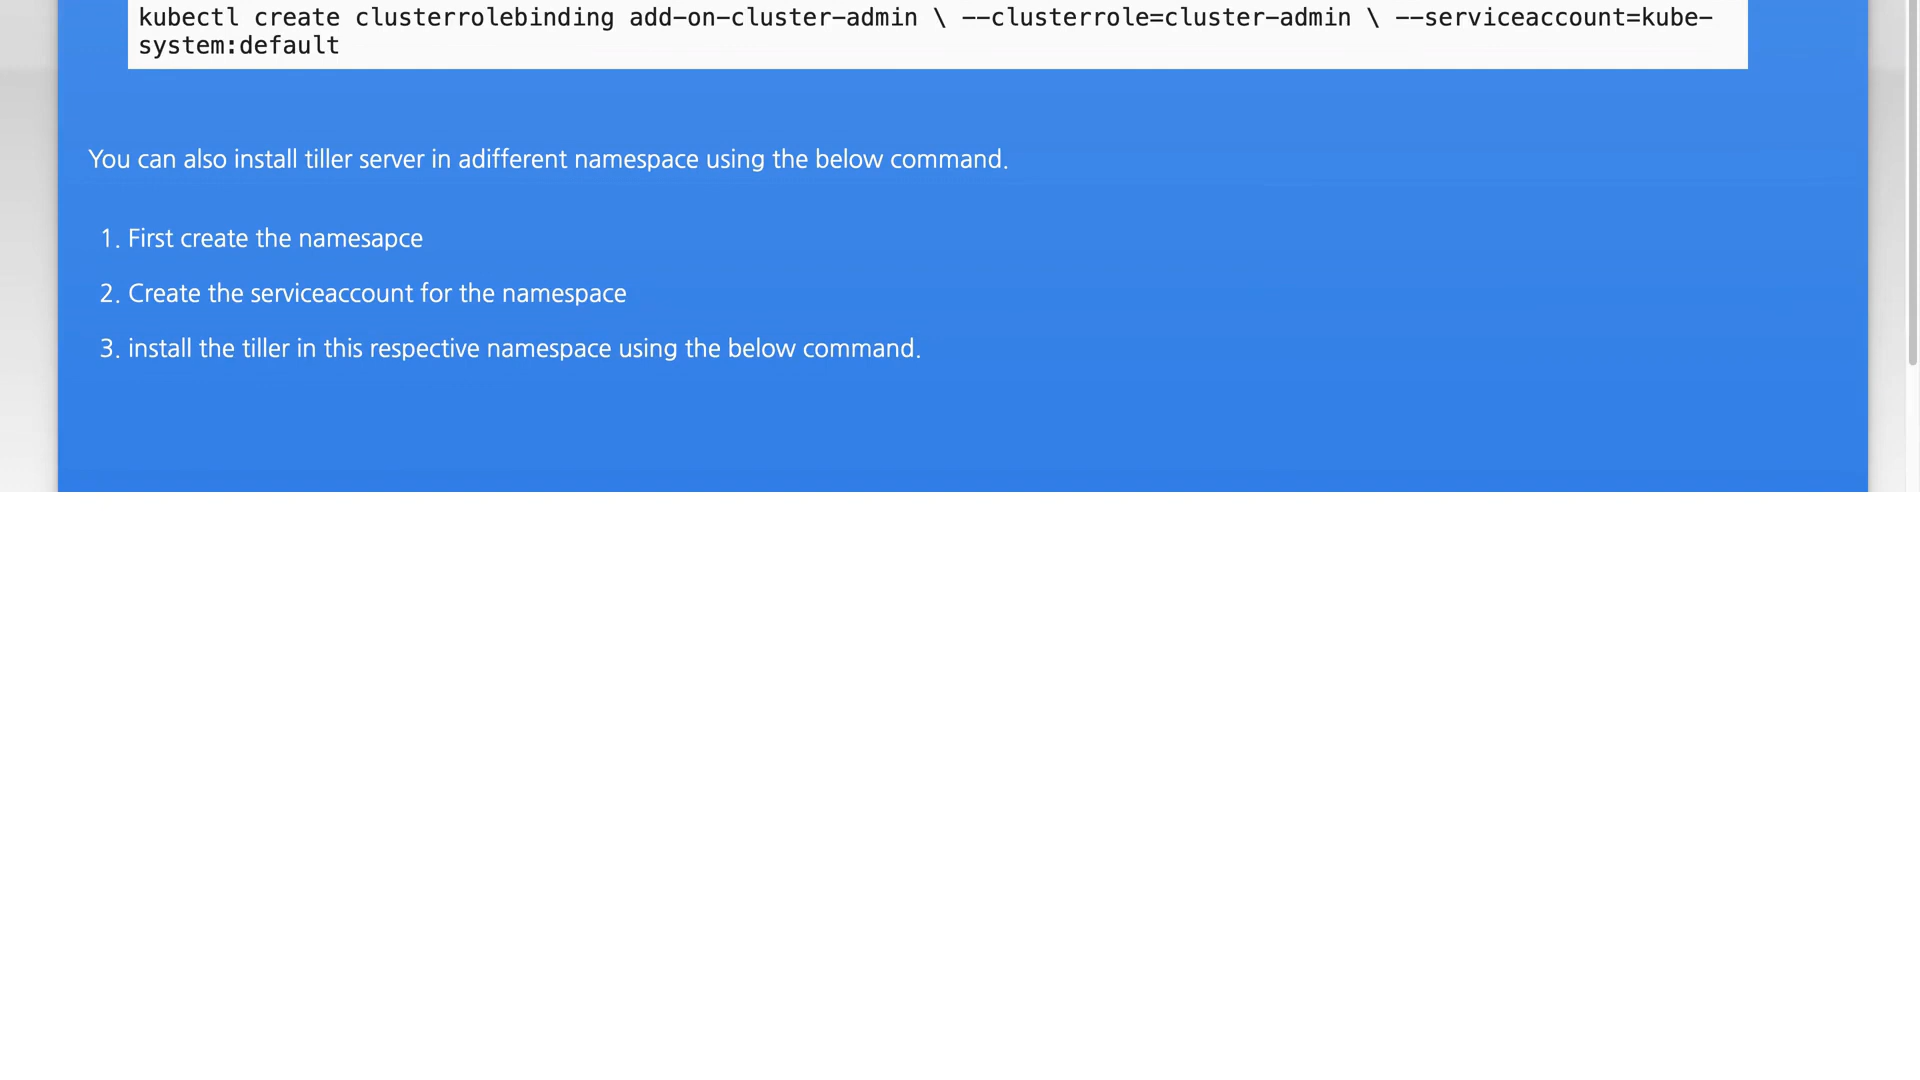 kubectl create clusterrolebinding add-on-cluster-admin \ --clusterrole=cluster-admin \ --serviceaccount=kube-
system:default
You can also install tiller server in adifferent namespace using the below command.
1. First create the namesapce
2. Create the serviceaccount for the namespace
3. install the tiller in this respective namespace using the below command.